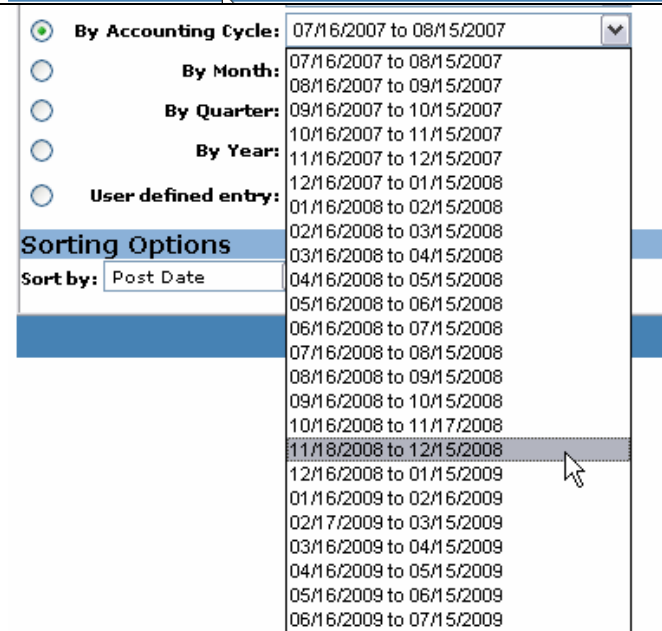 By Accounting Cycle: 07/16/2007 to 08/15/2007
By Month:
By Quarter:
By Year:
User defined entry:
Sorting Options
Sort by: Post Date
07/16/2007 to 08/15/2007
08/16/2007 to 09/15/2007
09/16/2007 to 10/15/2007
10/16/2007 to 11/15/2007
11/16/2007 to 12/15/2007
12/16/2007 to 01/15/2008
01/16/2008 to 02/15/2008
02/16/2008 to 03/15/2008
03/16/2008 to 04/15/2008
04/16/2008 to 05/15/2008
05/16/2008 to 06/15/2008
06/16/2008 to 07/15/2008
07/16/2008 to 08/15/2008
08/16/2008 to 09/15/2008
09/16/2008 to 10/15/2008
10/16/2008 to 11/17/2008
11/18/2008 to 12/15/2008
12/16/2008 to 01/15/2009
01/16/2009 to 02/16/2009
02/17/2009 to 03/15/2009
03/16/2009 to 04/15/2009
04/16/2009 to 05/15/2009
05/16/2009 to 06/15/2009
06/16/2009 to 07/15/2009